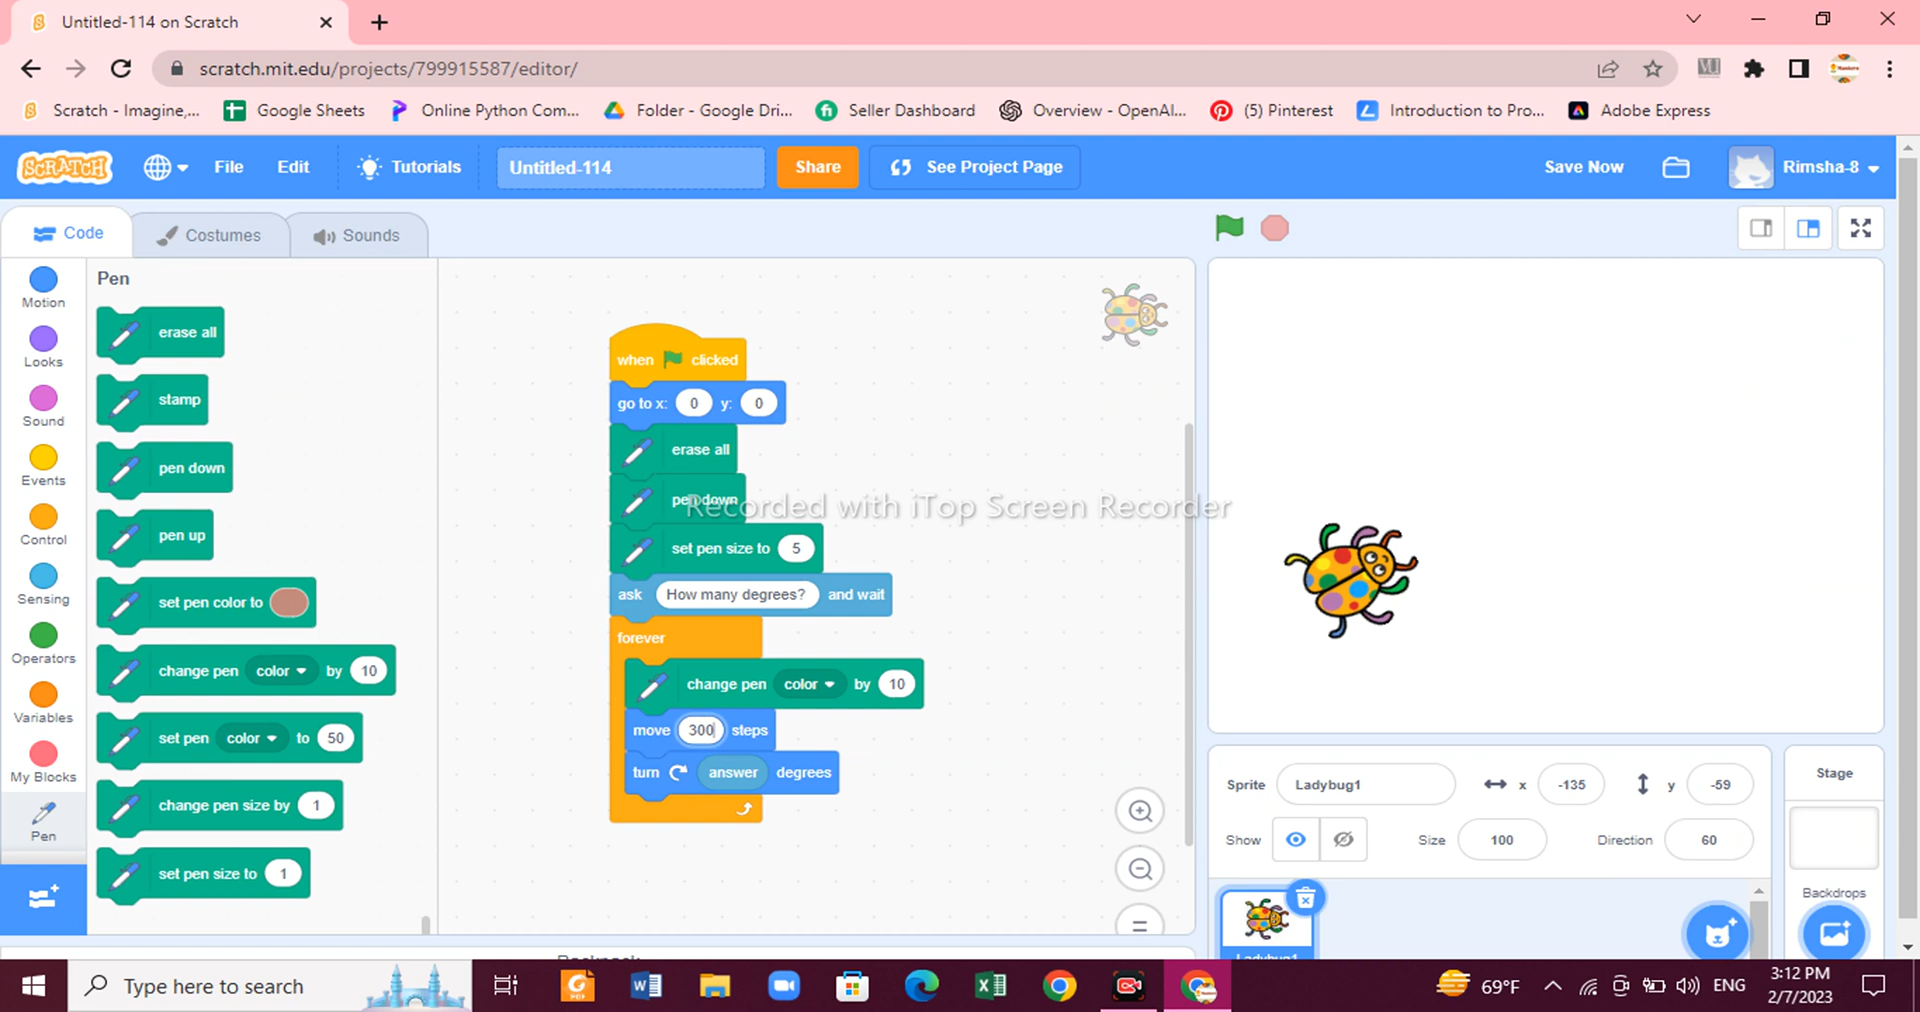 Untitled-114 on Scratch
scratch.mit.edu/projects/799915587/editor/
Scratch - Imagine,... Google Sheets Online Python Com... Folder - Google Dri... Seller Dashboard Overview - OpenAI... (5) Pinterest Introduction to Pro... Adobe Express
SCRATCH File Edit Tutorials Untitled-114 Share See Project Page Save Now Rimsha-8
Code Costumes Sounds
Motion
Looks
Sound
Events
Control
Sensing
Operators
Variables
My Blocks
Pen
Pen
erase all
stamp
pen down
pen up
set pen color to
change pen color by 10
set pen color to 50
change pen size by 1
set pen size to 1
when clicked
go to x: 0 y: 0
erase all
pen down
set pen size to 5
ask How many degrees? and wait
forever
change pen color by 10
move 300 steps
turn answer degrees
Recorded with iTop Screen Recorder
Sprite Ladybug1 x -135 y -59
Show Size 100 Direction 60
Ladybug1
Stage
Backdrops
Backpack
Type here to search
69°F ENG
3:12 PM
2/7/2023